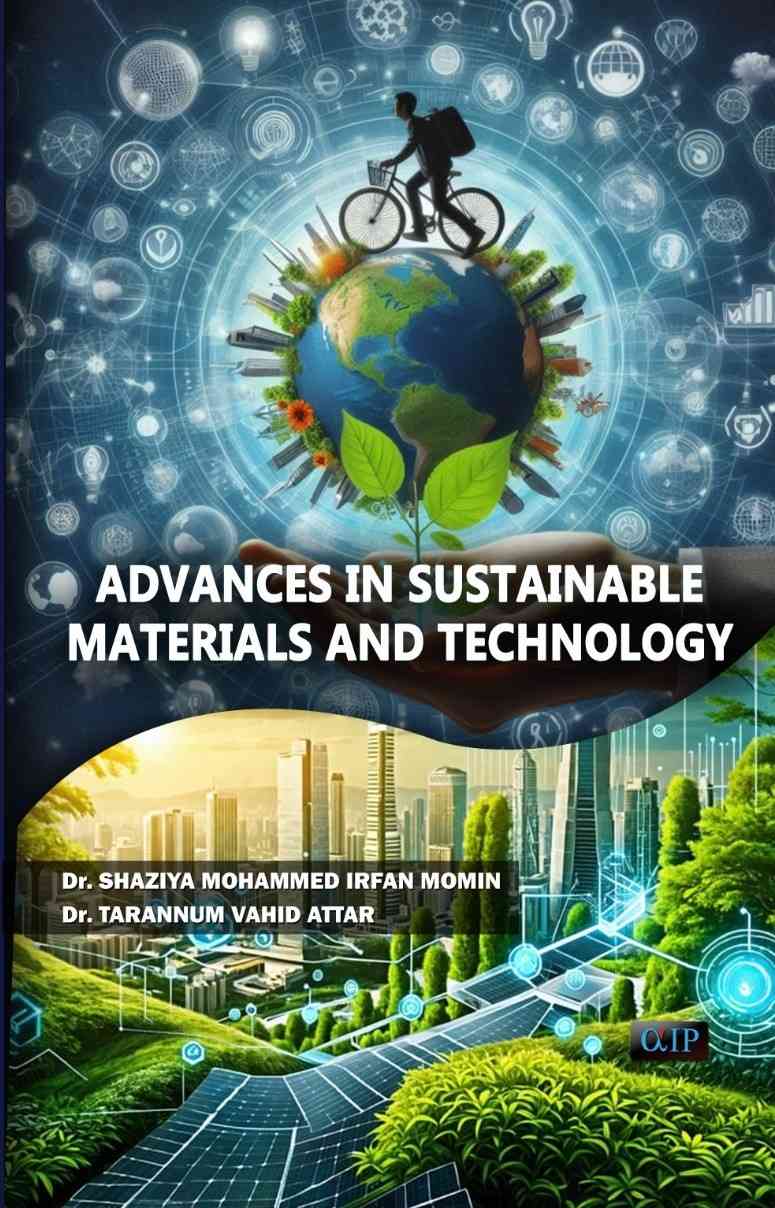 ADVANCES IN SUSTAINABLE
MATERIALS AND TECHNOLOGY
Dr. SHAZIYA MOHAMMED IRFAN MOMIN
Dr. TARANNUM VAHID ATTAR
αIP